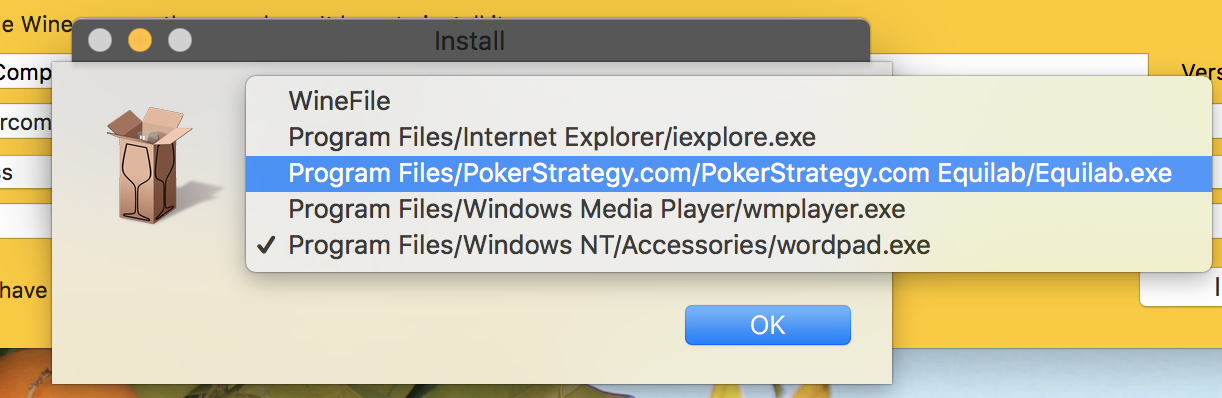 e Wine
Install
Comp
Vers
WineFile
rcom
Program Files/Internet Explorer/iexplore.exe
ss
Program Files/PokerStrategy.com/PokerStrategy.com Equilab/Equilab.exe
Program Files/Windows Media Player/wmplayer.exe
✓ Program Files/Windows NT/Accessories/wordpad.exe
have
OK